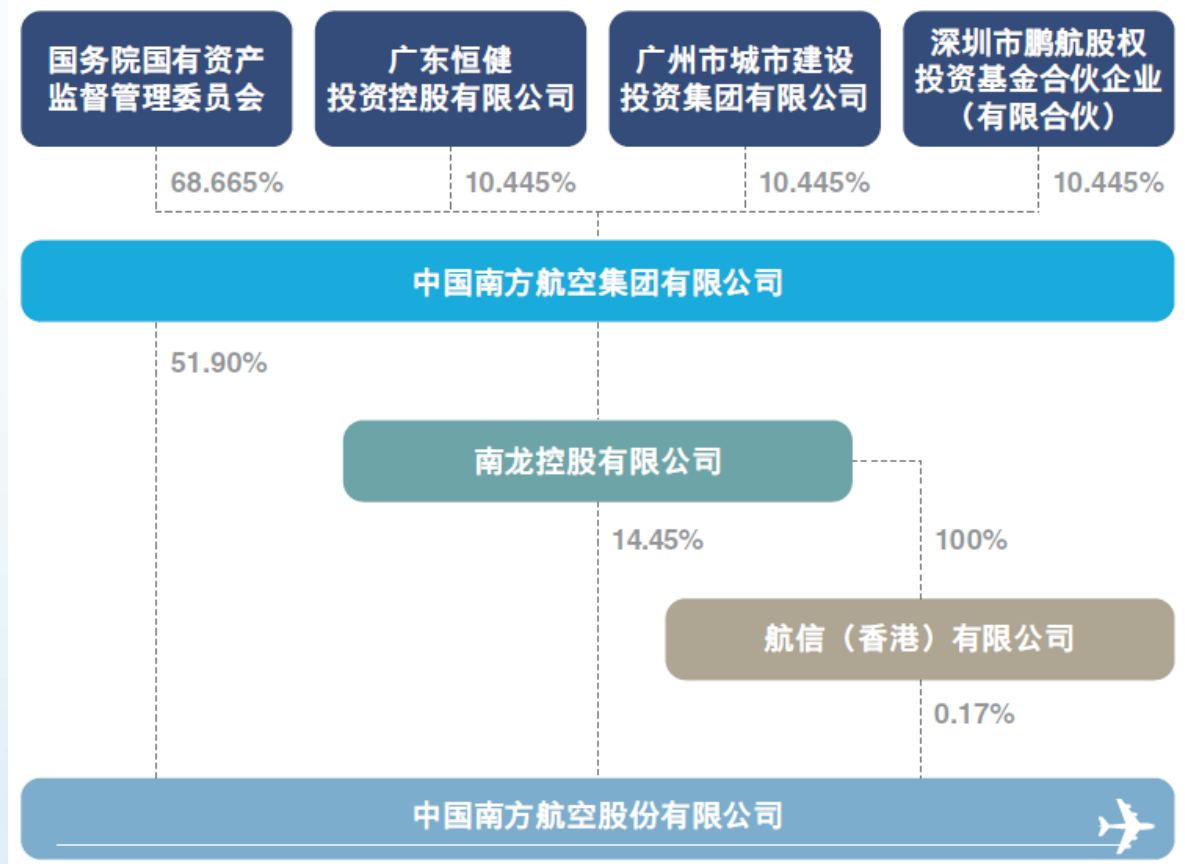 国务院国有资产
监督管理委员会
广东恒健
投资控股有限公司
广州市城市建设
投资集团有限公司
深圳市鹏航股权
投资基金合伙企业
（有限合伙）
68.665%
10.445%
10.445%
10.445%
中国南方航空集团有限公司
51.90%
南龙控股有限公司
14.45%
100%
航信（香港）有限公司
0.17%
中国南方航空股份有限公司